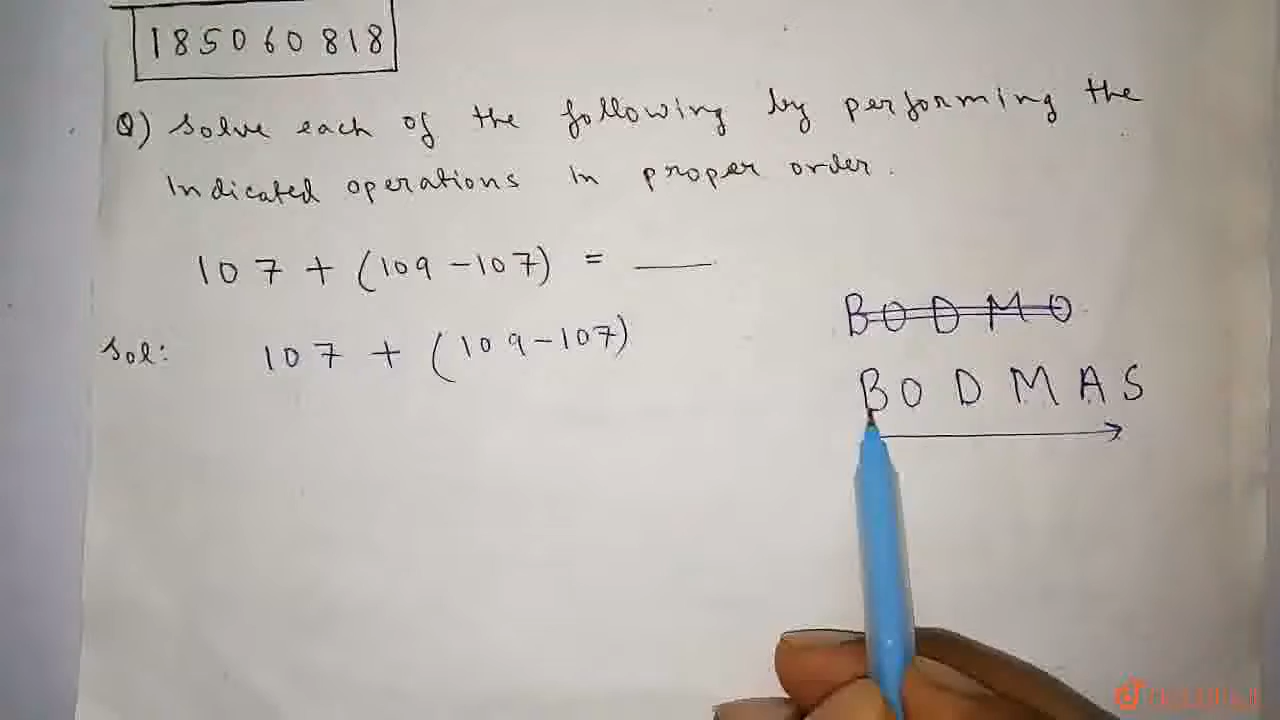 185060818
Q) Solve each of the following by performing the
Indicated operations in proper order.
107 + (109 - 107) = ____
BODMO
Sol: 107 + (109 - 107)
BODMAS